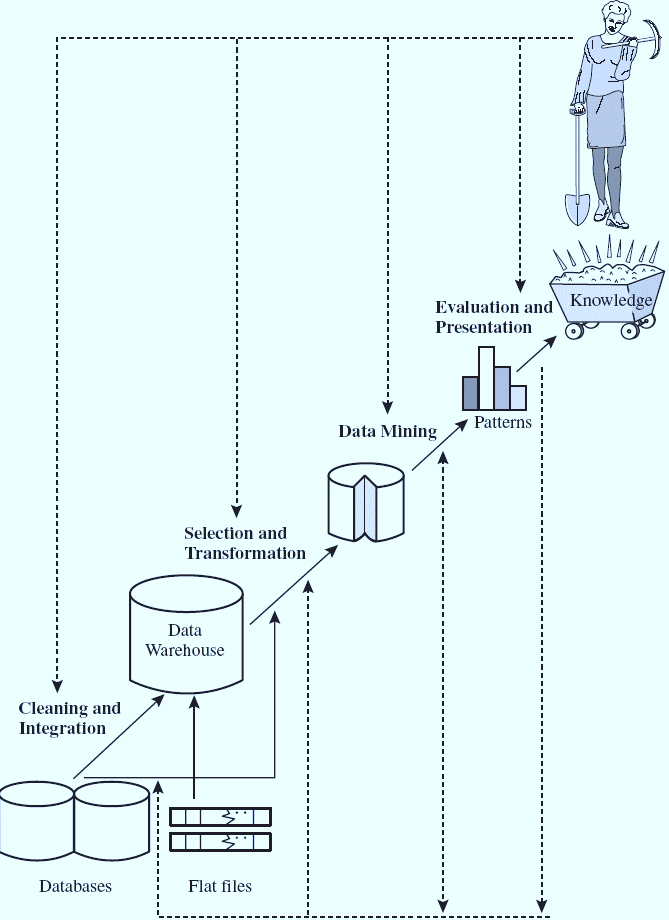 Knowledge
Evaluation and
Presentation
Patterns
Data Mining
Selection and
Transformation
Data
Warehouse
Cleaning and
Integration
Databases
Flat files